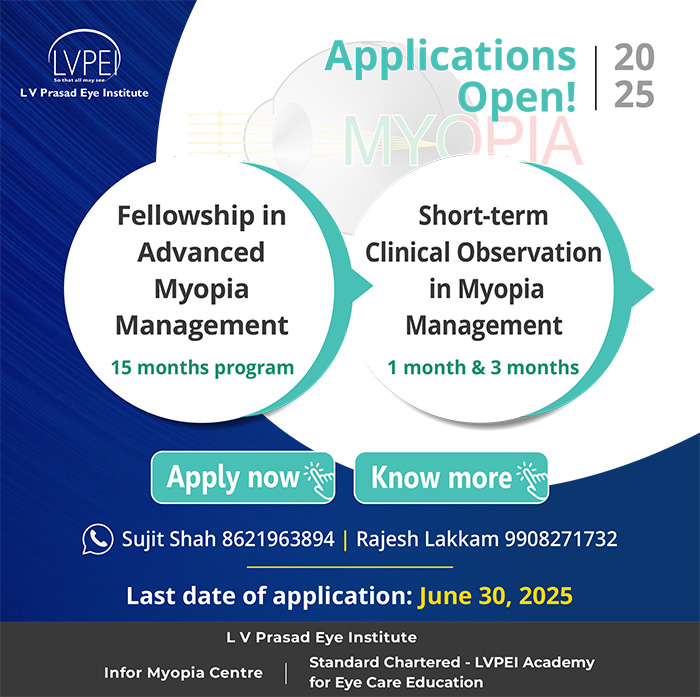 LVPEI
So that all may see
L V Prasad Eye Institute
Applications
Open!
20
25
MYOPIA
Fellowship in
Advanced
Myopia
Management
15 months program
Short-term
Clinical Observation
in Myopia
Management
1 month & 3 months
Apply now
Know more
Sujit Shah 8621963894 | Rajesh Lakkam 9908271732
Last date of application: June 30, 2025
L V Prasad Eye Institute
Infor Myopia Centre
Standard Chartered - LVPEI Academy
for Eye Care Education